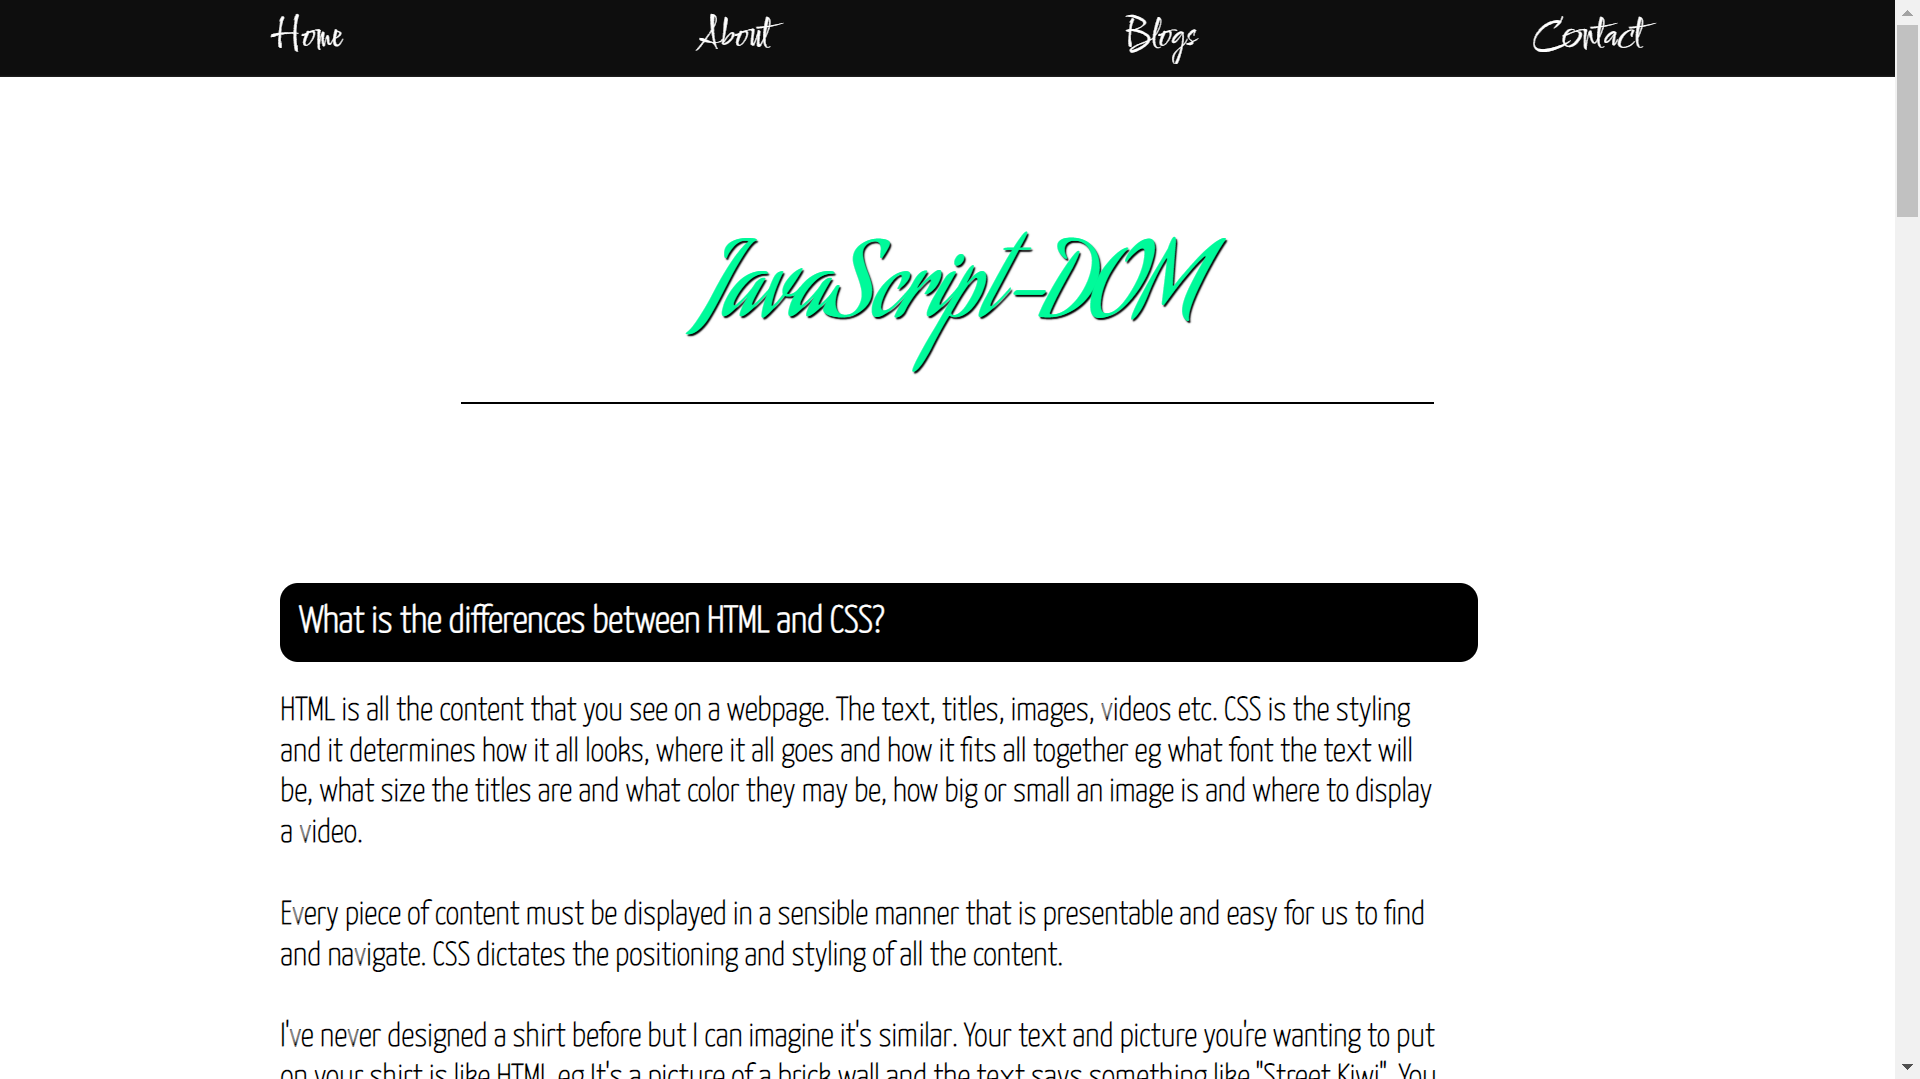 Home About Blogs Contact
JavaScript-DOM
What is the differences between HTML and CSS?
HTML is all the content that you see on a webpage. The text, titles, images, videos etc. CSS is the styling
and it determines how it all looks, where it all goes and how it fits all together eg what font the text will
be, what size the titles are and what color they may be, how big or small an image is and where to display
a video.
Every piece of content must be displayed in a sensible manner that is presentable and easy for us to find
and navigate. CSS dictates the positioning and styling of all the content.
I've never designed a shirt before but I can imagine it's similar. Your text and picture you're wanting to put
on your shirt is like HTML eg It's a picture of a brick wall and the text says something like "Street Kiwi". You